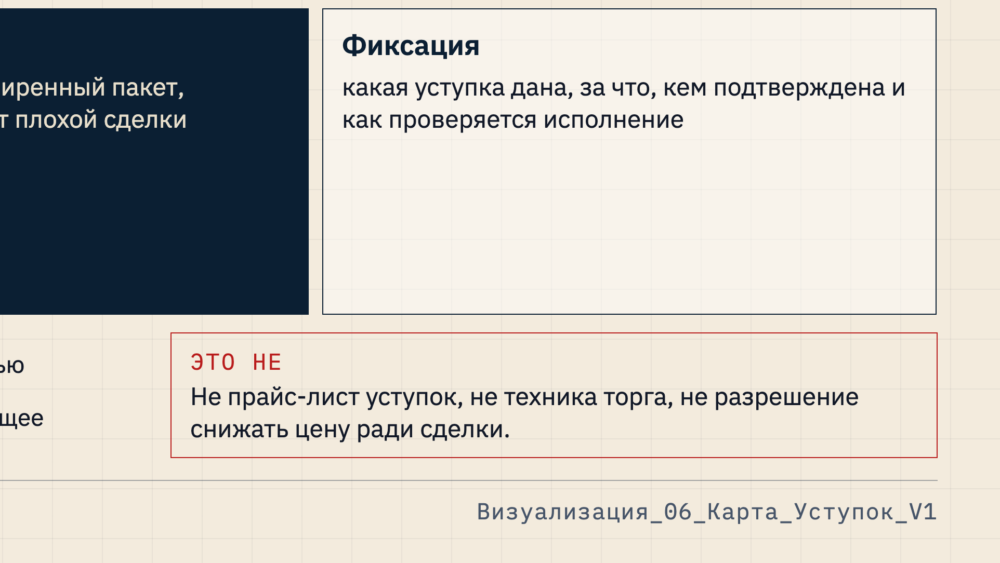 иренный пакет,
т плохой сделки
Фиксация
какая уступка дана, за что, кем подтверждена и
как проверяется исполнение
ью
щее
ЭТО НЕ
Не прайс-лист уступок, не техника торга, не разрешение
снижать цену ради сделки.
Визуализация_06_Карта_Уступок_V1